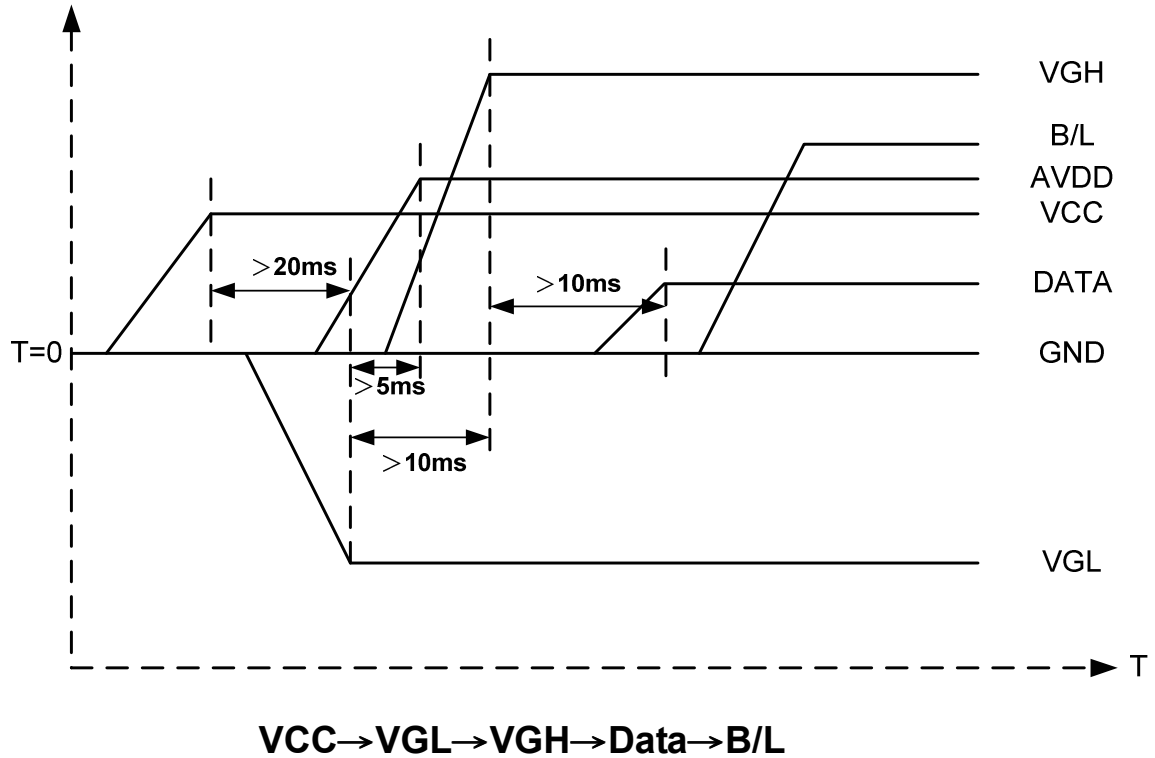 VGH
B/L
AVDD
VCC
>20ms
>10ms
DATA
T=0
GND
>5ms
>10ms
VGL
T
VCC→VGL→VGH→Data→B/L